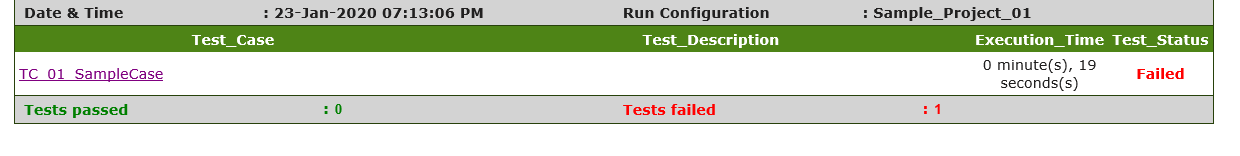 Date & Time : 23-Jan-2020 07:13:06 PM Run Configuration : Sample_Project_01
Test_Case Test_Description Execution_Time Test_Status
TC_01_SampleCase 0 minute(s), 19 seconds(s) Failed
Tests passed : 0 Tests failed : 1